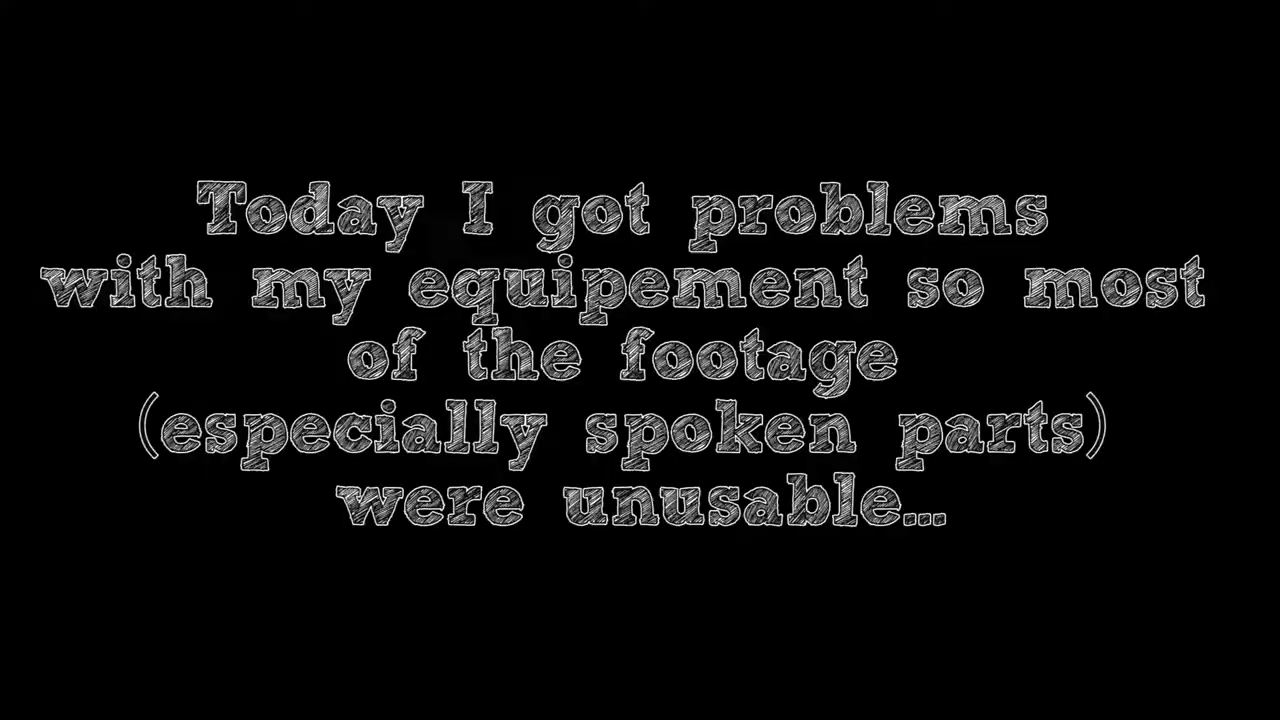 Today I got problems
with my equipement so most
of the footage
(especially spoken parts)
were unusable...